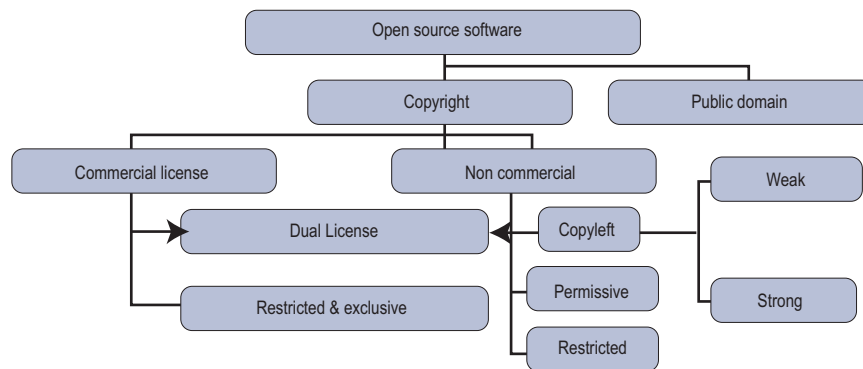 Open source software
Copyright
Public domain
Commercial license
Non commercial
Weak
Dual License
Copyleft
Restricted & exclusive
Permissive
Strong
Restricted